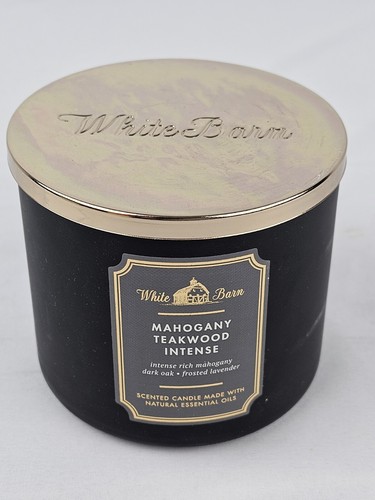 White Barn
White Barn
MAHOGANY
TEAKWOOD
INTENSE
intense rich mahogany
dark oak • frosted lavender
SCENTED CANDLE MADE WITH
NATURAL ESSENTIAL OILS